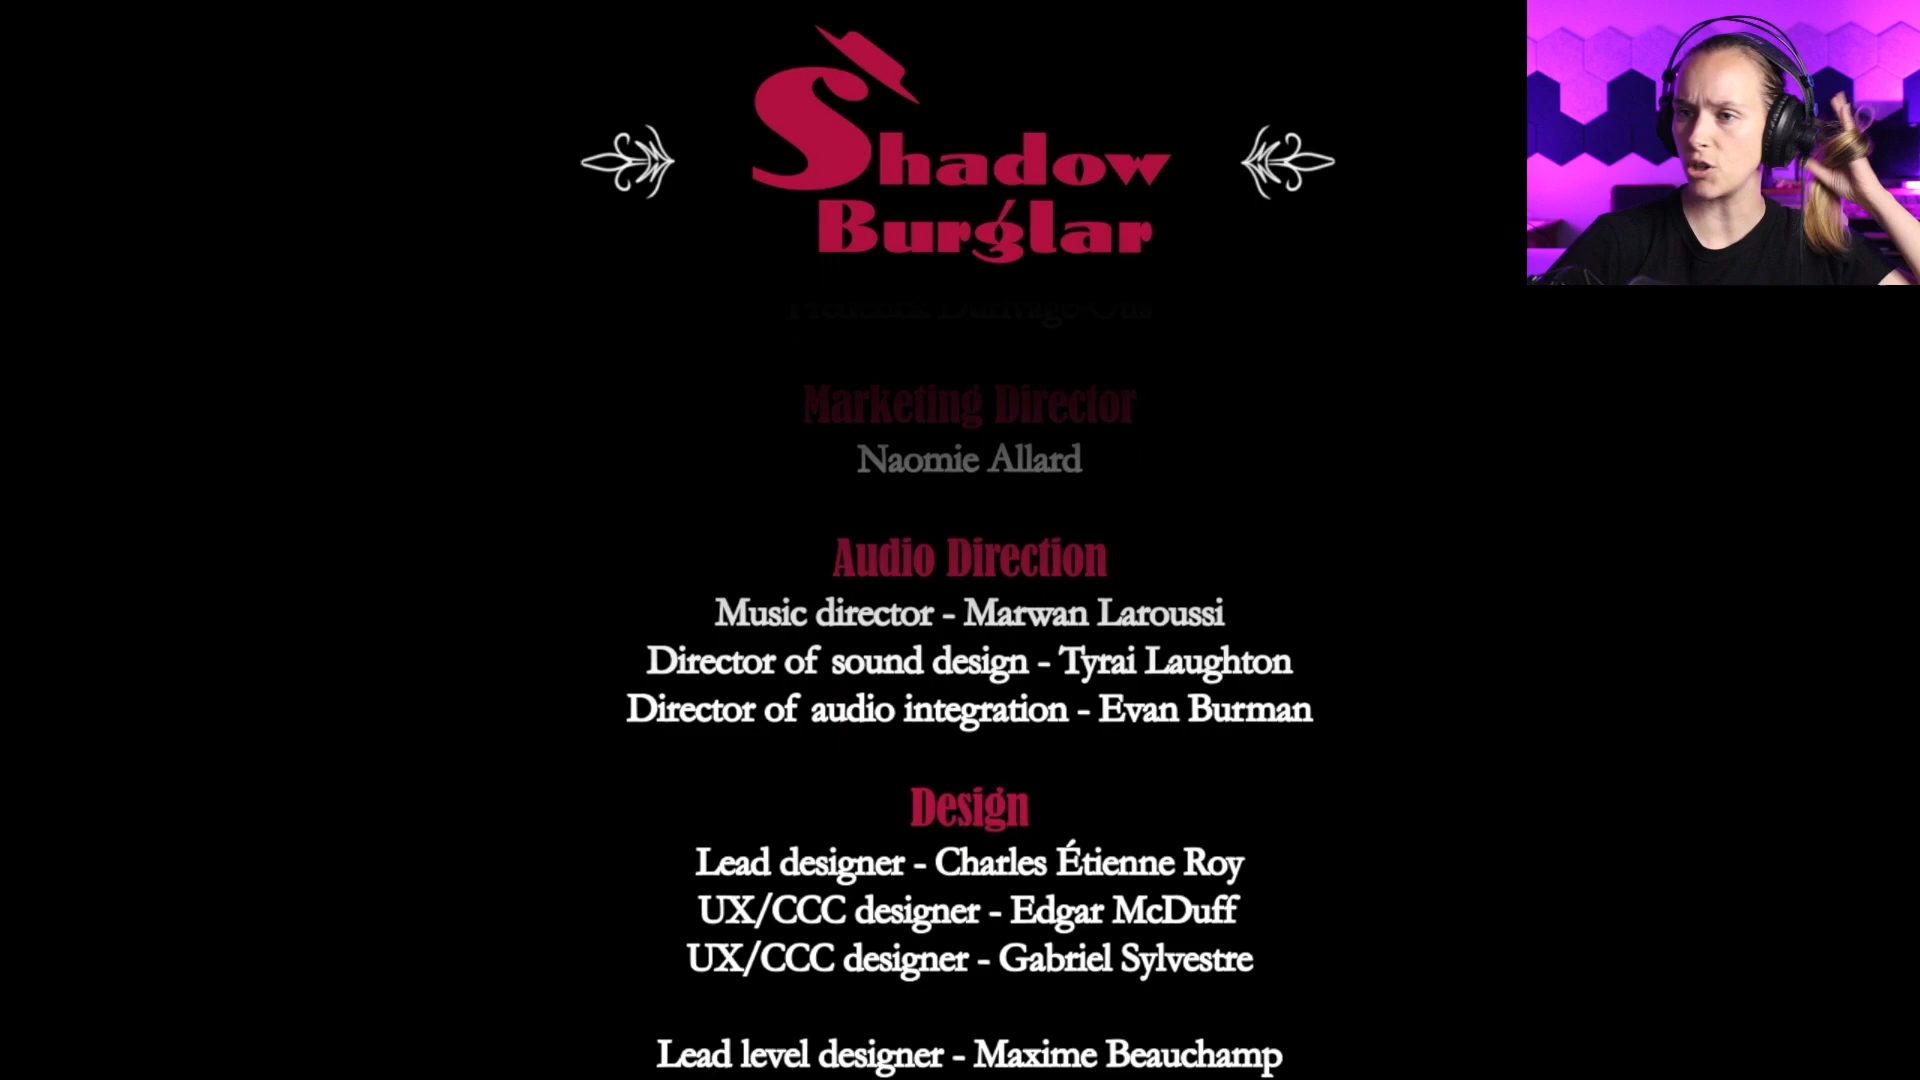 Shadow
Burglar
Marketing Director
Naomie Allard
Audio Direction
Music director - Marwan Laroussi
Director of sound design - Tyrai Laughton
Director of audio integration - Evan Burman
Design
Lead designer - Charles Étienne Roy
UX/CCC designer - Edgar McDuff
UX/CCC designer - Gabriel Sylvestre
Lead level designer - Maxime Beauchamp